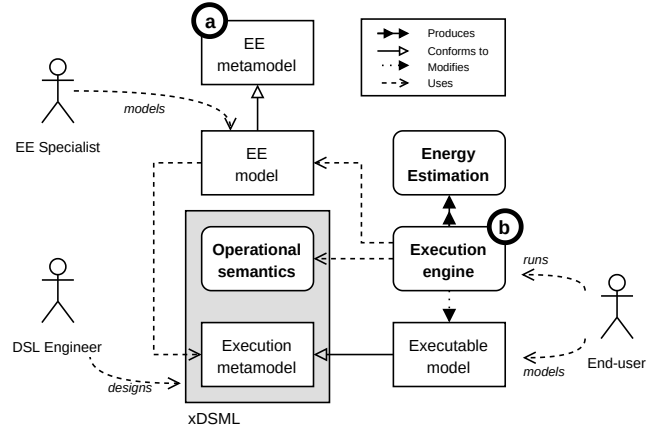 a
EE
metamodel
Produces
Conforms to
Modifies
Uses
models
EE Specialist
EE
model
Energy
Estimation
b
Operational
semantics
Execution
engine
runs
DSL Engineer
Execution
metamodel
Executable
model
End-user
designs
models
xDSML